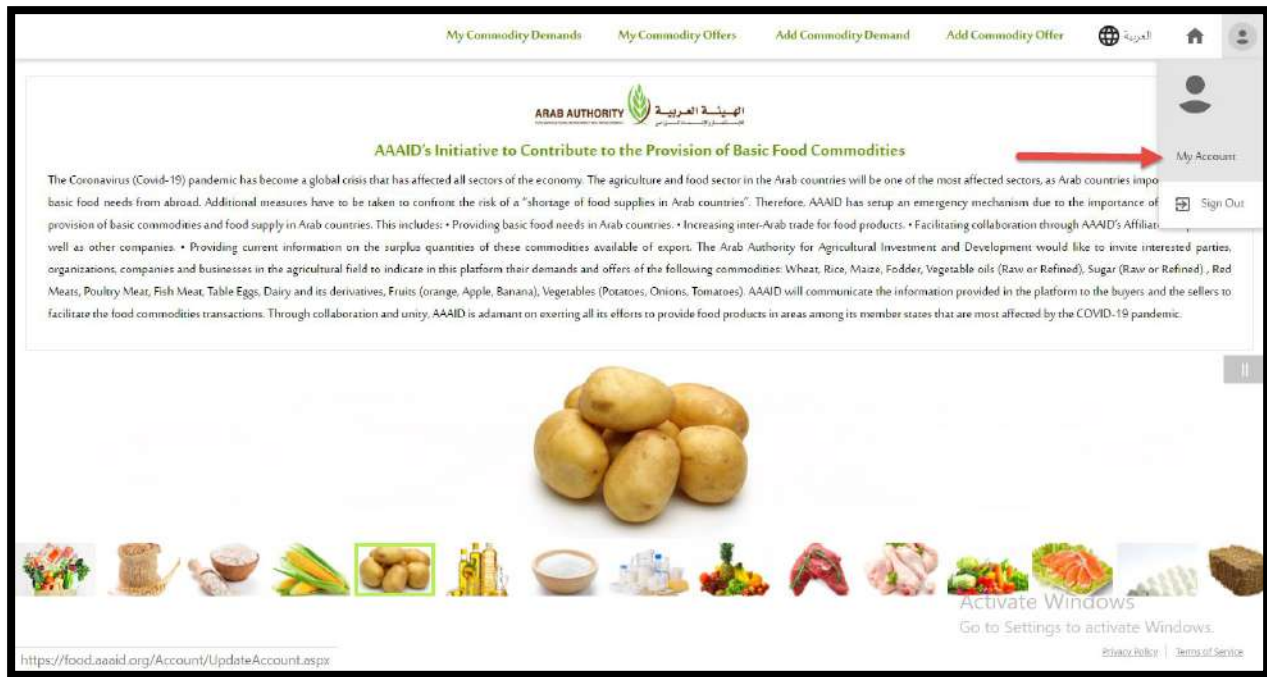 My Commodity Demands My Commodity Offers Add Commodity Demand Add Commodity Offer العربية
ARAB AUTHORITY الهيئة العربية
My Account
Sign Out
AAAID's Initiative to Contribute to the Provision of Basic Food Commodities
The Coronavirus (Covid-19) pandemic has become a global crisis that has affected all sectors of the economy. The agriculture and food sector in the Arab countries will be one of the most affected sectors, as Arab countries impo
basic food needs from abroad. Additional measures have to be taken to confront the risk of a "shortage of food supplies in Arab countries". Therefore, AAAID has setup an emergency mechanism due to the importance of
provision of basic commodities and food supply in Arab countries. This includes: • Providing basic food needs in Arab countries. • Increasing inter-Arab trade for food products. • Facilitating collaboration through AAAID's Affiliat
well as other companies. • Providing current information on the surplus quantities of these commodities available of export. The Arab Authority for Agricultural Investment and Development would like to invite interested parties,
organizations, companies and businesses in the agricultural field to indicate in this platform their demands and offers of the following commodities: Wheat, Rice, Maize, Fodder, Vegetable oils (Raw or Refined), Sugar (Raw or Refined) , Red
Meats, Poultry Meat, Fish Meat, Table Eggs, Dairy and its derivatives, Fruits (orange, Apple, Banana), Vegetables (Potatoes, Onions, Tomatoes). AAAID will communicate the information provided in the platform to the buyers and the sellers to
facilitate the food commodities transactions. Through collaboration and unity, AAAID is adamant on exerting all its efforts to provide food products in areas among its member states that are most affected by the COVID-19 pandemic.
Activate Windows
Go to Settings to activate Windows.
Privacy Policy | Terms of Service
https://food.aaaid.org/Account/UpdateAccount.aspx